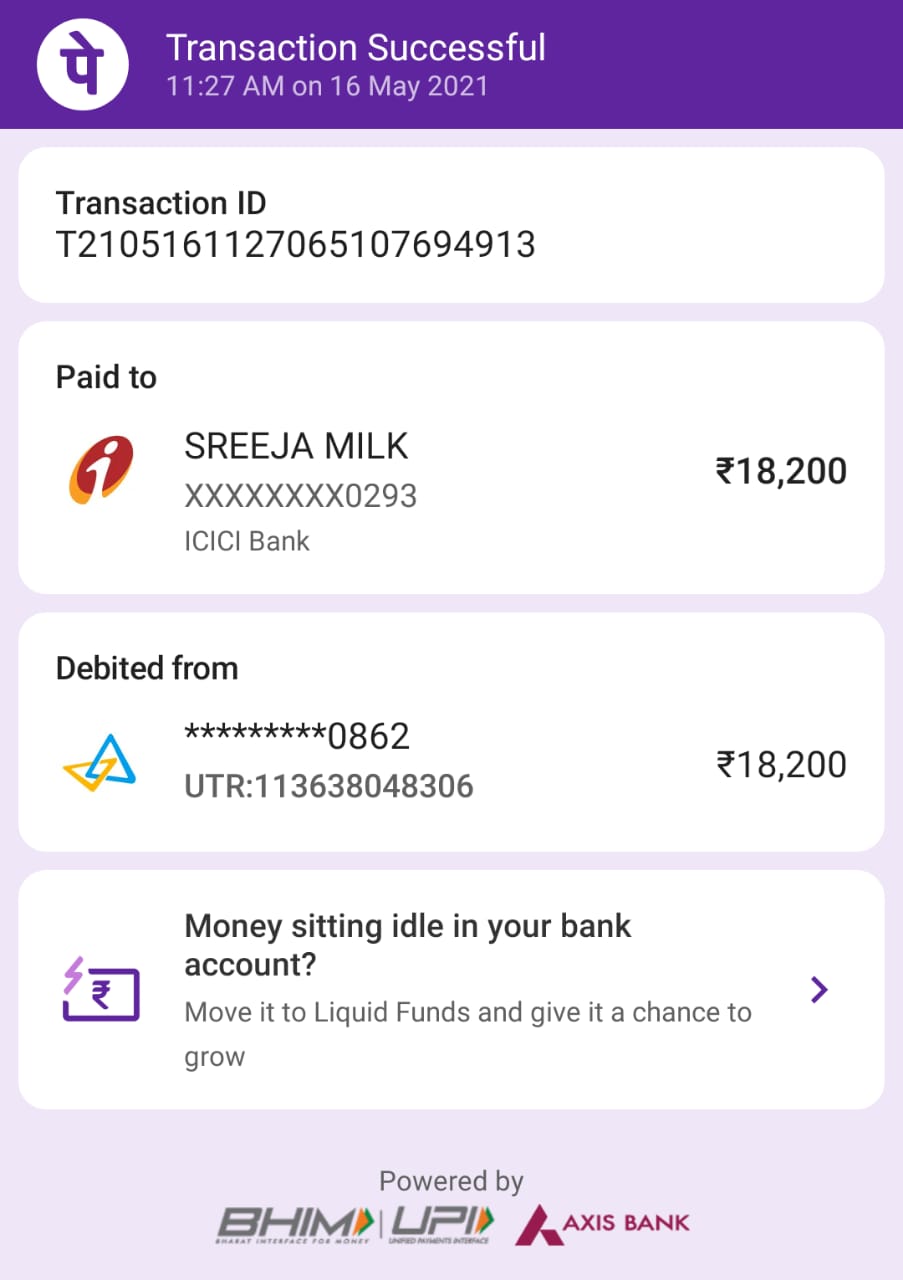 पे
Transaction Successful
11:27 AM on 16 May 2021
Transaction ID
T2105161127065107694913
Paid to
SREEJA MILK
XXXXXXXX0293
ICICI Bank
₹18,200
Debited from
*********0862
UTR:113638048306
₹18,200
Money sitting idle in your bank
account?
Move it to Liquid Funds and give it a chance to
grow
₹
Powered by
BHIM | UPI AXIS BANK
BHARAT INTERFACE FOR MONEY UNIFIED PAYMENTS INTERFACE